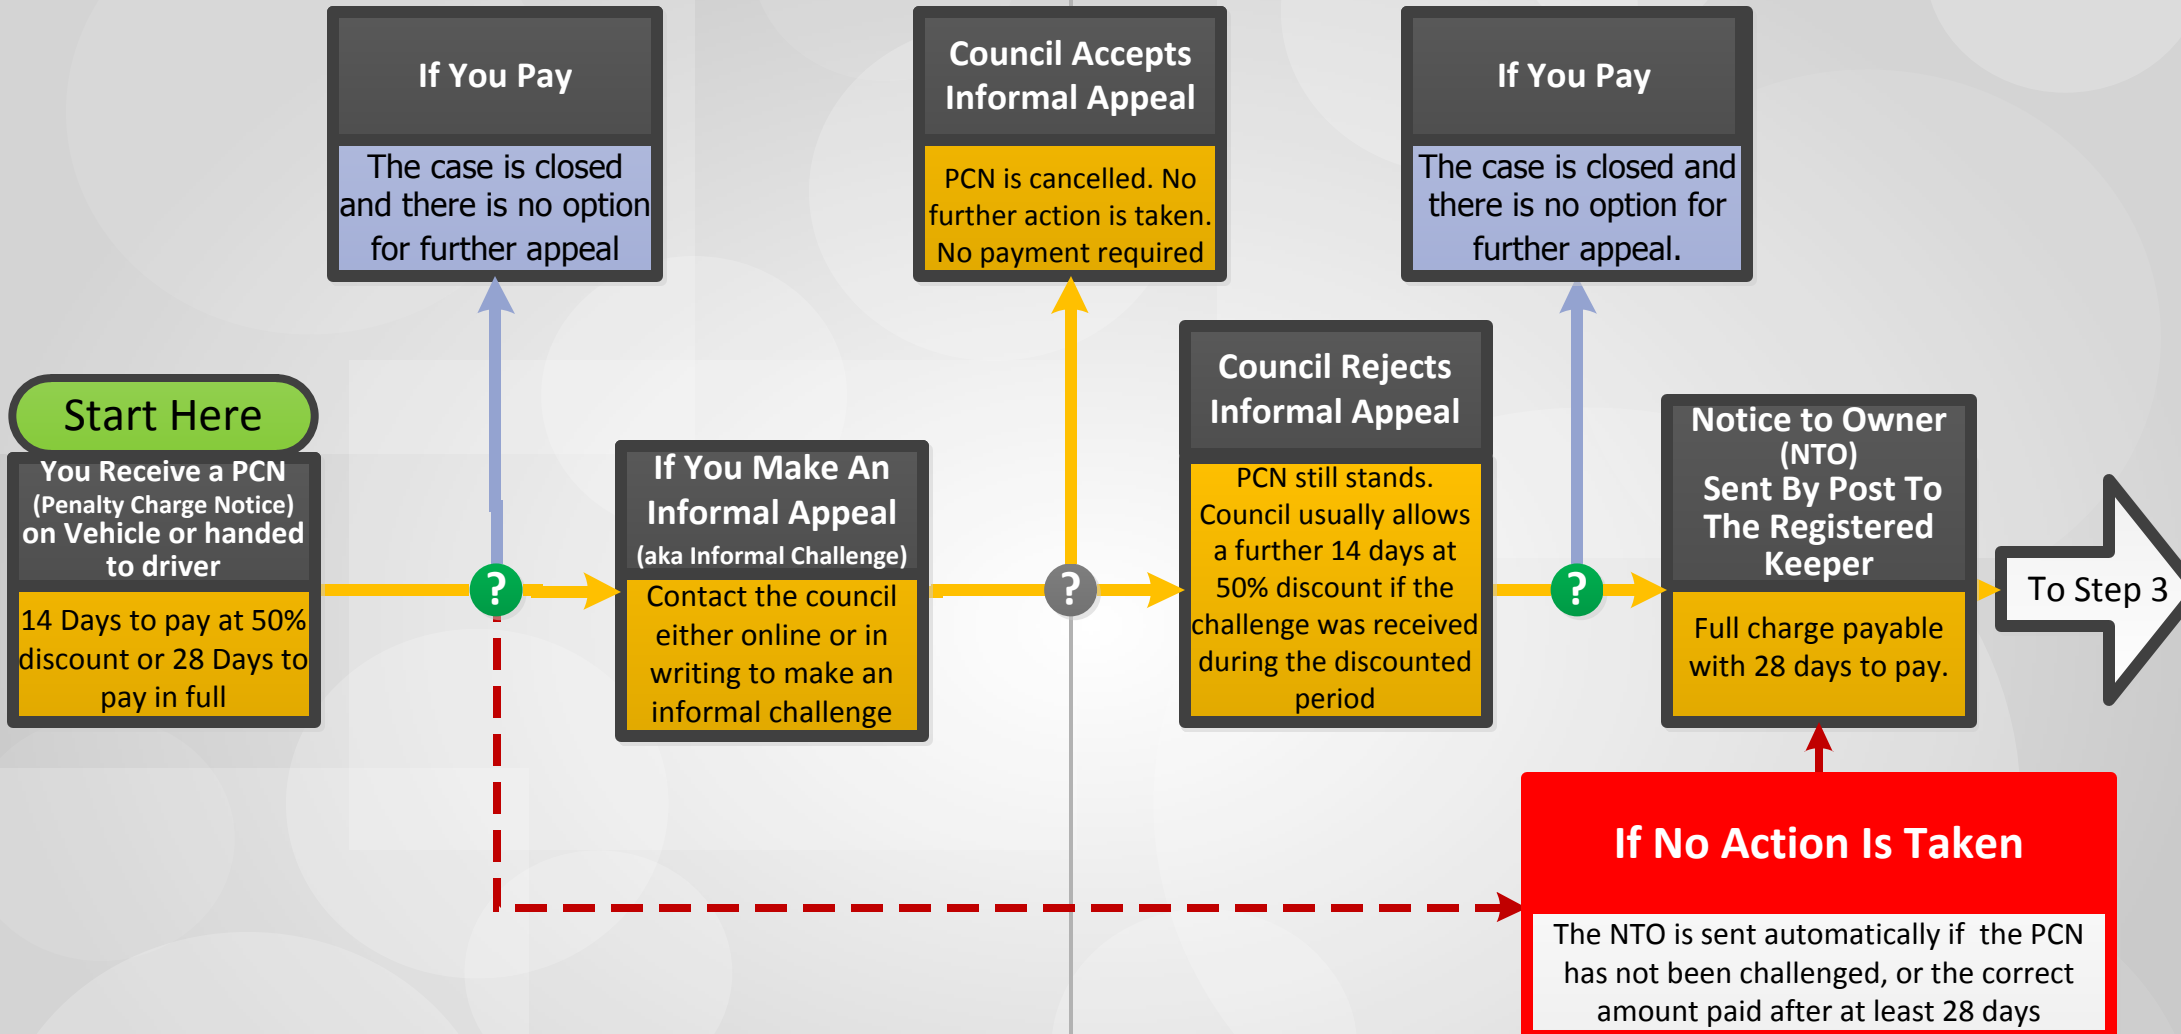 If You Pay
The case is closed
and there is no option
for further appeal
Council Accepts
Informal Appeal
PCN is cancelled. No
further action is taken.
No payment required
If You Pay
The case is closed and
there is no option for
further appeal.
Start Here
You Receive a PCN
(Penalty Charge Notice)
on Vehicle or handed
to driver
14 Days to pay at 50%
discount or 28 Days to
pay in full
?
If You Make An
Informal Appeal
(aka Informal Challenge)
Contact the council
either online or in
writing to make an
informal challenge
?
Council Rejects
Informal Appeal
PCN still stands.
Council usually allows
a further 14 days at
50% discount if the
challenge was received
during the discounted
period
?
Notice to Owner
(NTO)
Sent By Post To
The Registered
Keeper
Full charge payable
with 28 days to pay.
To Step 3
If No Action Is Taken
The NTO is sent automatically if the PCN
has not been challenged, or the correct
amount paid after at least 28 days